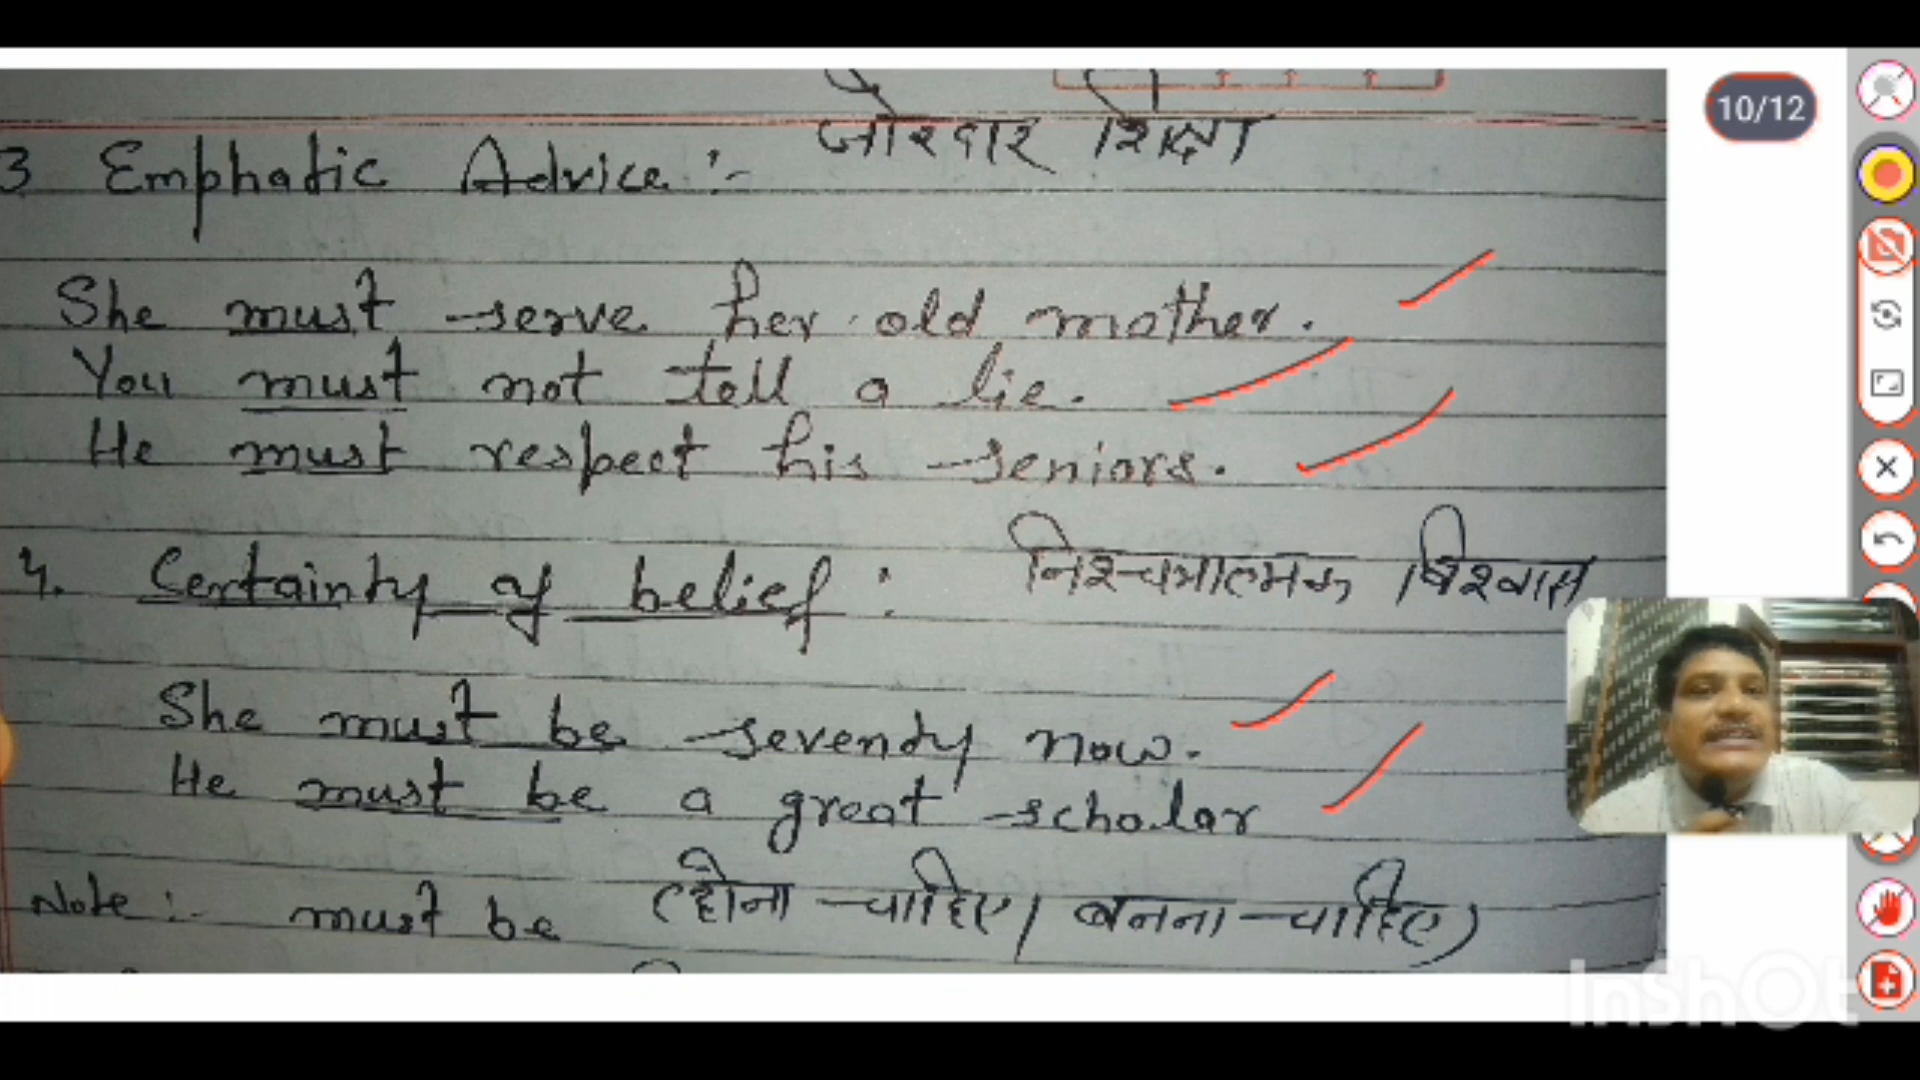 10/12
जोरदार शिक्षा
3 Emphatic Advice :-
She must serve her old mother.
You must not tell a lie.
He must respect his seniors.
4. Certainty of belief : निश्चयात्मक विश्वास
She must be seventy now.
He must be a great scholar
Note :- must be (होना चाहिए / बनना चाहिए)
InShOt